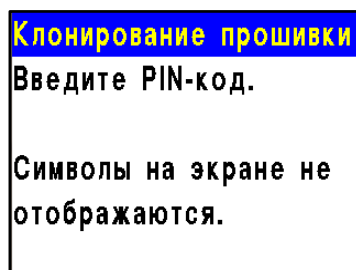 Клонирование прошивки
Введите PIN-код.
Символы на экране не
отображаются.